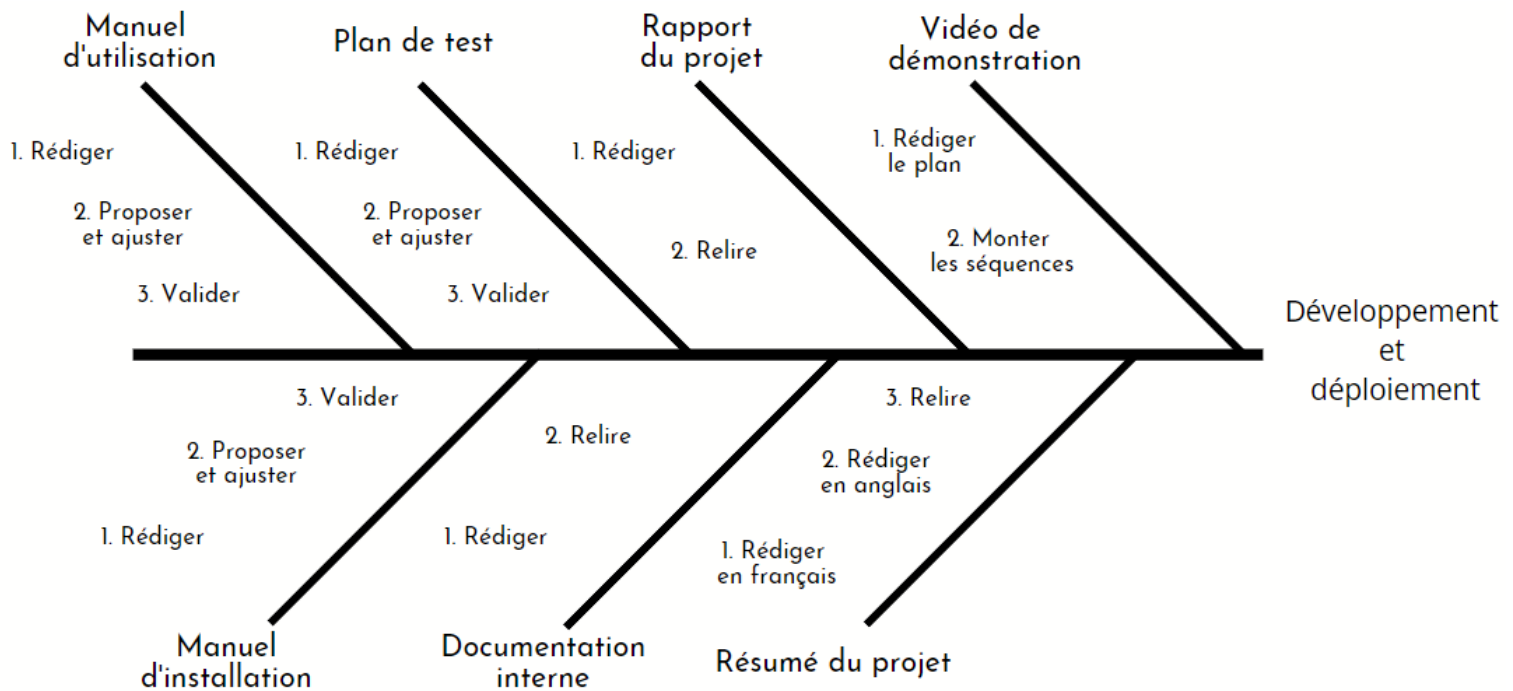 Manuel
d'utilisation
1. Rédiger
2. Proposer
et ajuster
3. Valider
Plan de test
1. Rédiger
2. Proposer
et ajuster
3. Valider
Rapport
du projet
1. Rédiger
2. Relire
Vidéo de
démonstration
1. Rédiger
le plan
2. Monter
les séquences
Développement
et
déploiement
3. Valider
2. Proposer
et ajuster
1. Rédiger
Manuel
d'installation
2. Relire
1. Rédiger
Documentation
interne
3. Relire
2. Rédiger
en anglais
1. Rédiger
en français
Résumé du projet